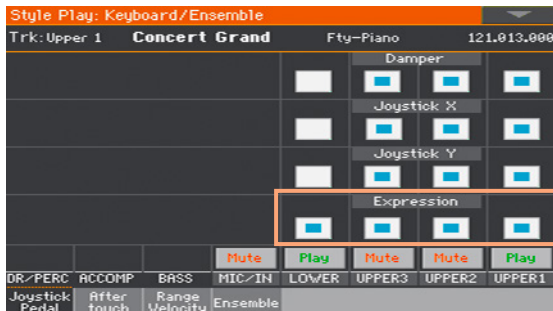 Style Play: Keyboard/Ensemble
Trk:Upper 1 Concert Grand Fty-Piano 121.013.000
Damper
Joystick X
Joystick Y
Expression
Mute Play Mute Mute Play
DR/PERC ACCOMP BASS MIC/IN LOWER UPPER3 UPPER2 UPPER1
Joystick Pedal After touch Range Velocity Ensemble